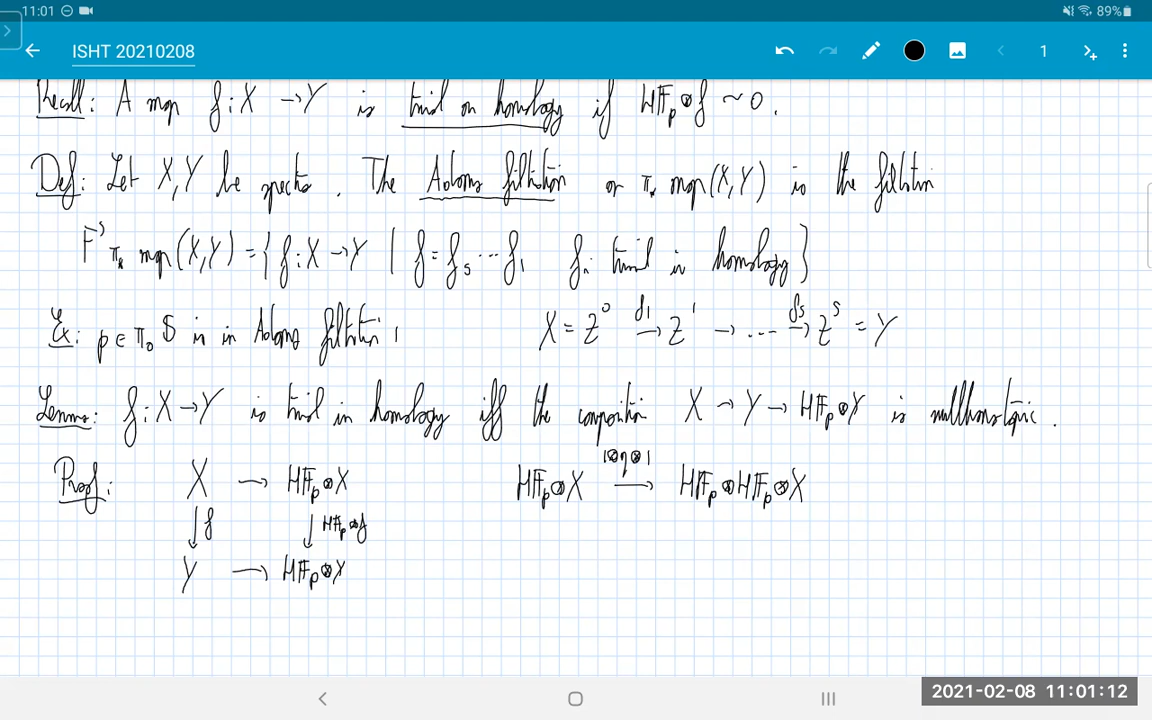 11:01
89%
ISHT 20210208
1
Recall: A map f: X → Y is trivial on homology if HF_p⊗f ~ 0.
Def: Let X, Y be spectra. The Adams filtration on π_* map(X,Y) is the filtration
F^s π_* map(X,Y) = { f: X → Y | f = f_s ... f_1 f_i trivial in homology }
Ex: p ∈ π_0 S is in Adams filtration 1
X = Z^0 →^{f_1} Z^1 → ... →^{f_s} Z^s = Y
Lemma: f: X → Y is trivial in homology iff the composition X → Y → HF_p⊗Y is nullhomotopic.
Proof: X → HF_p⊗X
HF_p⊗X →^{1⊗η⊗1} HF_p⊗HF_p⊗X
↓f ↓HF_p⊗f
Y → HF_p⊗Y
2021-02-08 11:01:12